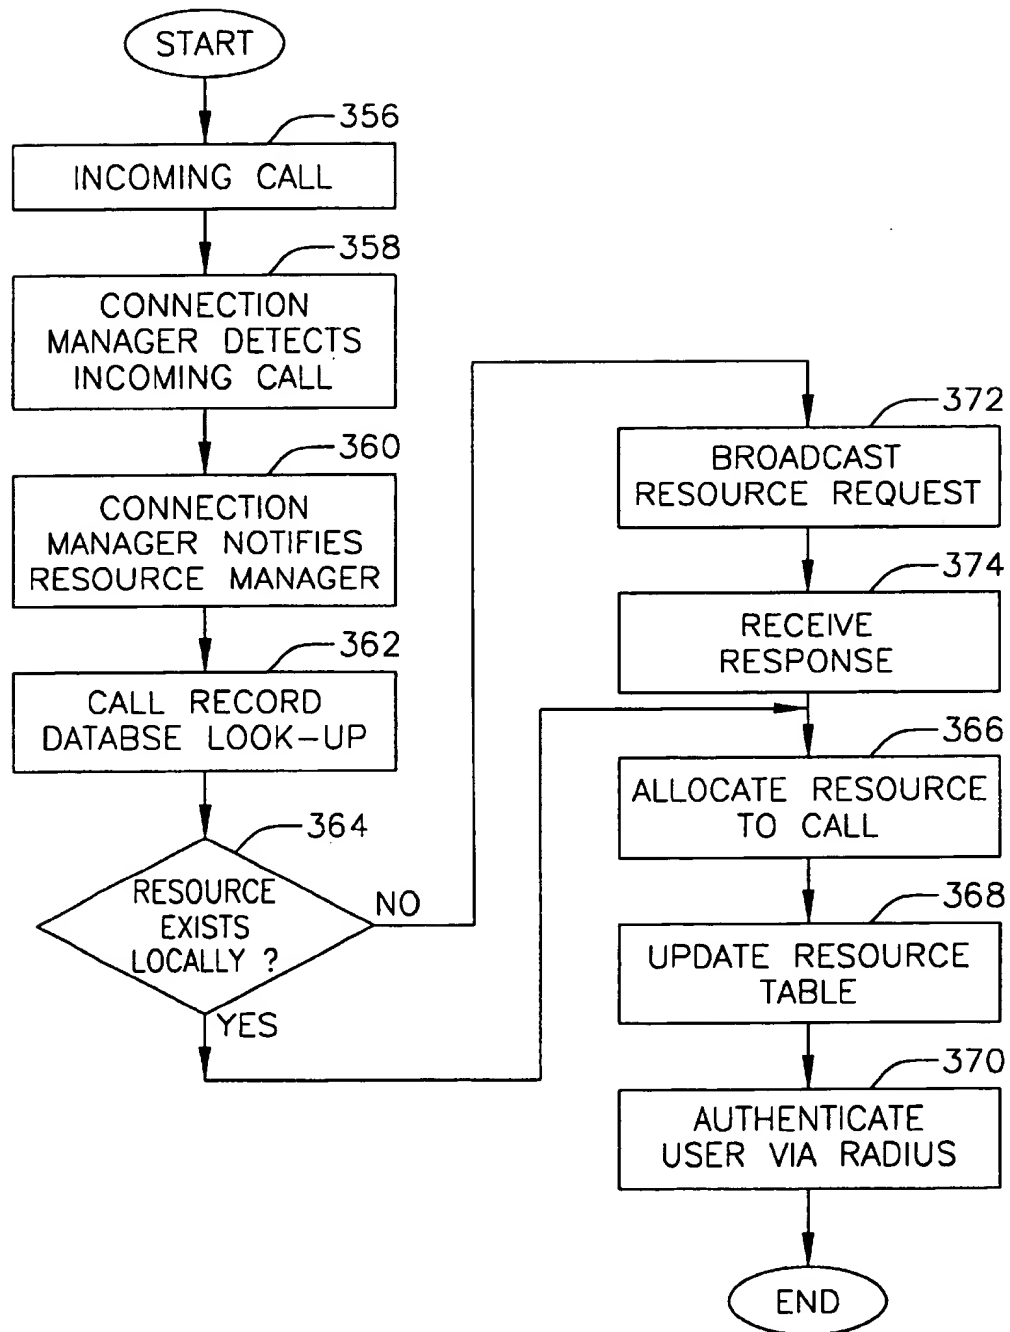 START
356
INCOMING CALL
358
CONNECTION
MANAGER DETECTS
INCOMING CALL
360
CONNECTION
MANAGER NOTIFIES
RESOURCE MANAGER
362
CALL RECORD
DATABSE LOOK-UP
364
RESOURCE
EXISTS
LOCALLY ?
NO
YES
372
BROADCAST
RESOURCE REQUEST
374
RECEIVE
RESPONSE
366
ALLOCATE RESOURCE
TO CALL
368
UPDATE RESOURCE
TABLE
370
AUTHENTICATE
USER VIA RADIUS
END